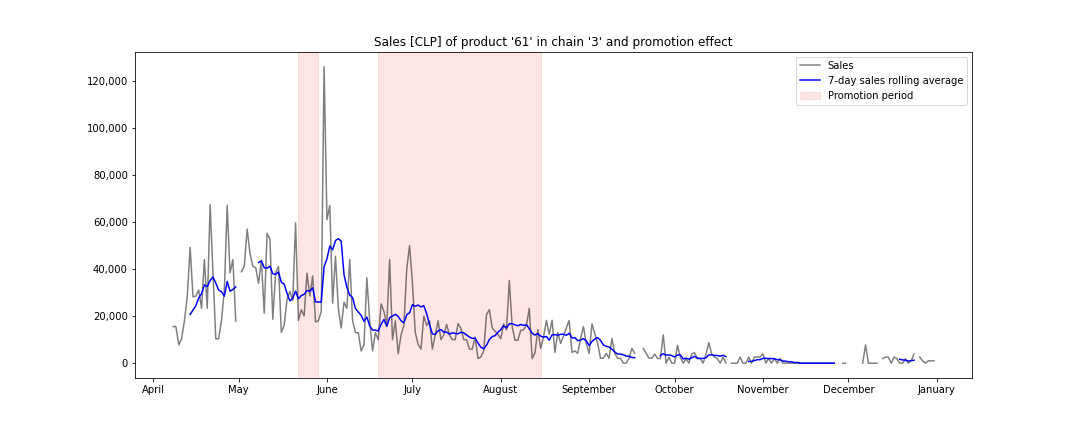 Sales [CLP] of product '61' in chain '3' and promotion effect
Sales
7-day sales rolling average
Promotion period
120,000
100,000
80,000
60,000
40,000
20,000
0
April May June July August September October November December January